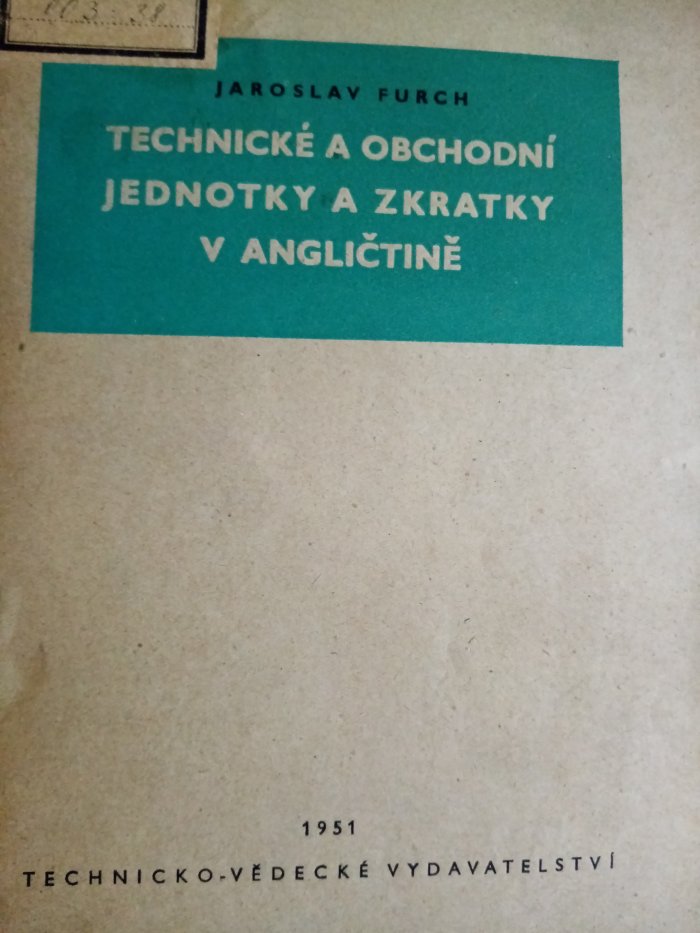 JAROSLAV FURCH
TECHNICKÉ A OBCHODNÍ
JEDNOTKY A ZKRATKY
V ANGLIČTINĚ
1951
TECHNICKO-VĚDECKÉ VYDAVATELSTVÍ